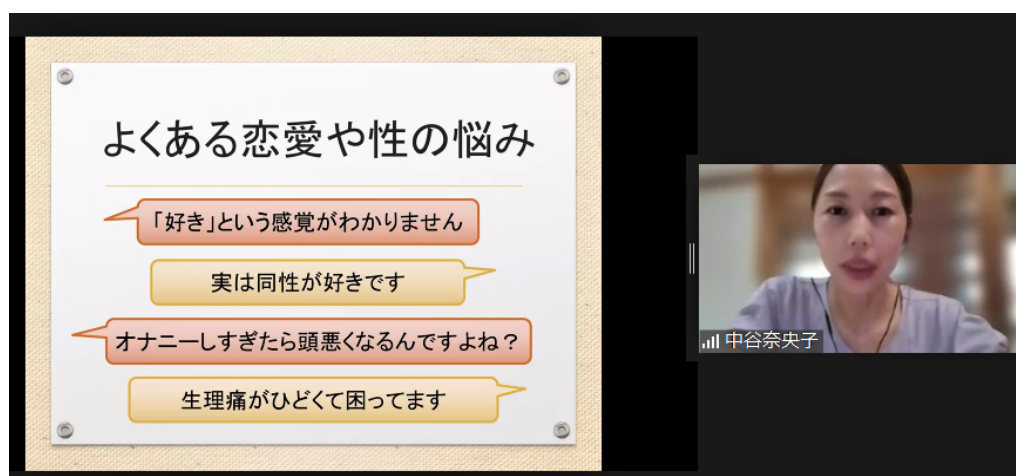 よくある恋愛や性の悩み
「好き」という感覚がわかりません
実は同性が好きです
オナニーしすぎたら頭悪くなるんですよね？
生理痛がひどくて困ってます
中谷奈央子